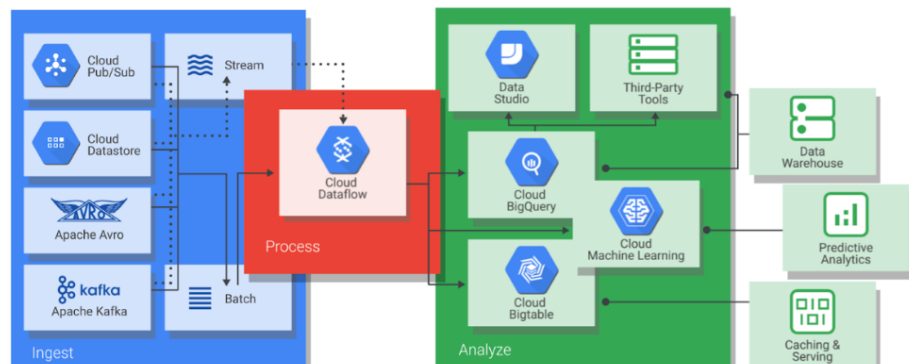 Cloud
Pub/Sub
Stream
Cloud
Datastore
AVRO
Apache Avro
kafka
Apache Kafka
Batch
Ingest
Cloud
Dataflow
Process
Data
Studio
Third-Party
Tools
Cloud
BigQuery
Cloud
Machine Learning
Cloud
Bigtable
Analyze
Data
Warehouse
Predictive
Analytics
Caching &
Serving